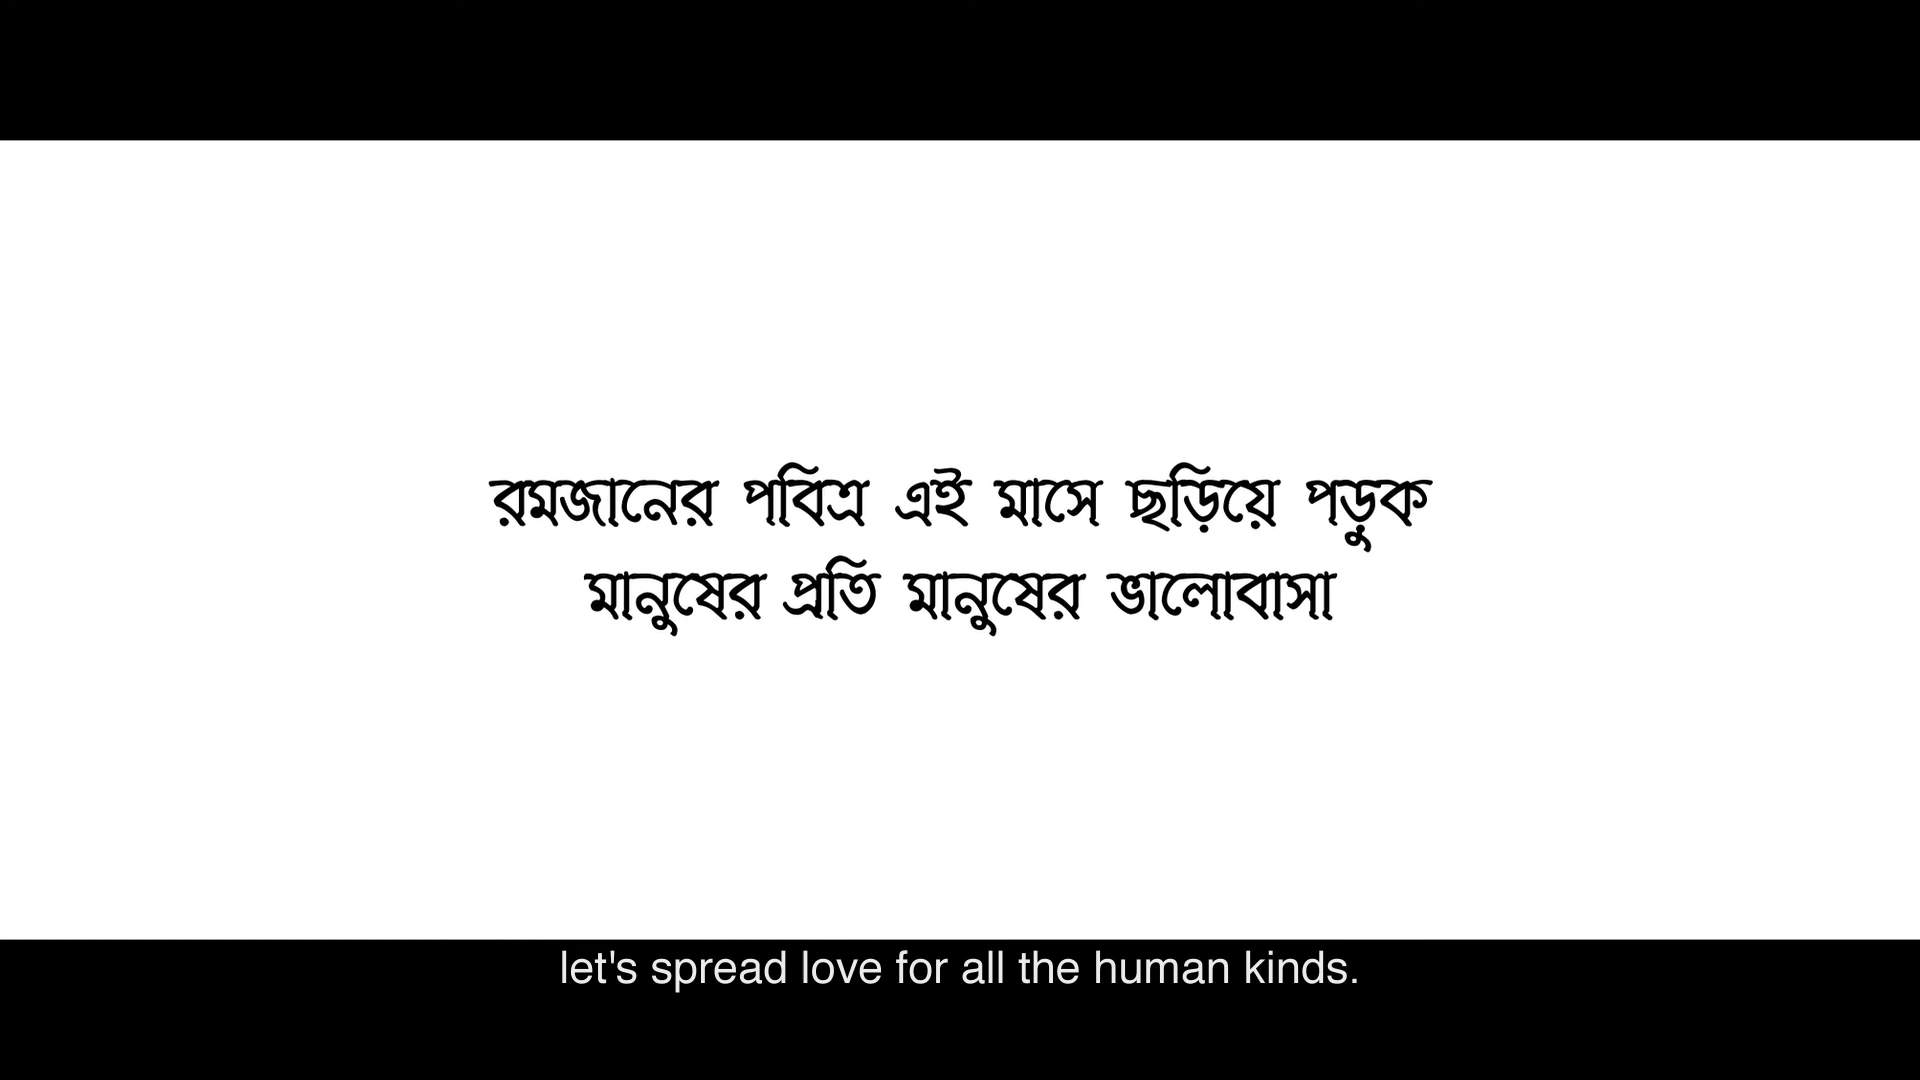 রমজানের পবিত্র এই মাসে ছড়িয়ে পড়ুক
মানুষের প্রতি মানুষের ভালোবাসা
let's spread love for all the human kinds.